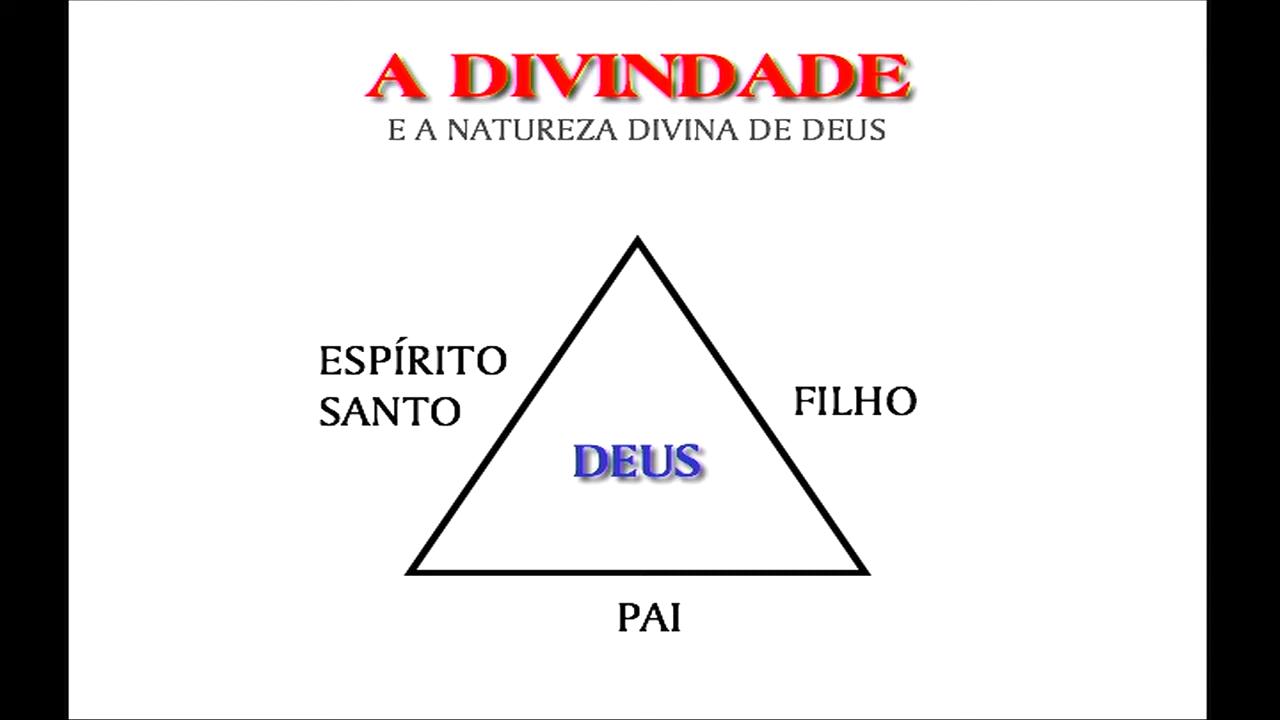 A DIVINDADE
E A NATUREZA DIVINA DE DEUS
ESPÍRITO
SANTO
FILHO
DEUS
PAI